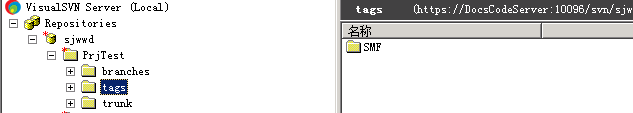 VisualSVN Server (Local)
Repositories
sjwwd
PrjTest
branches
tags
trunk
tags (https://DocsCodeServer:10096/svn/sjw
名称
SMF